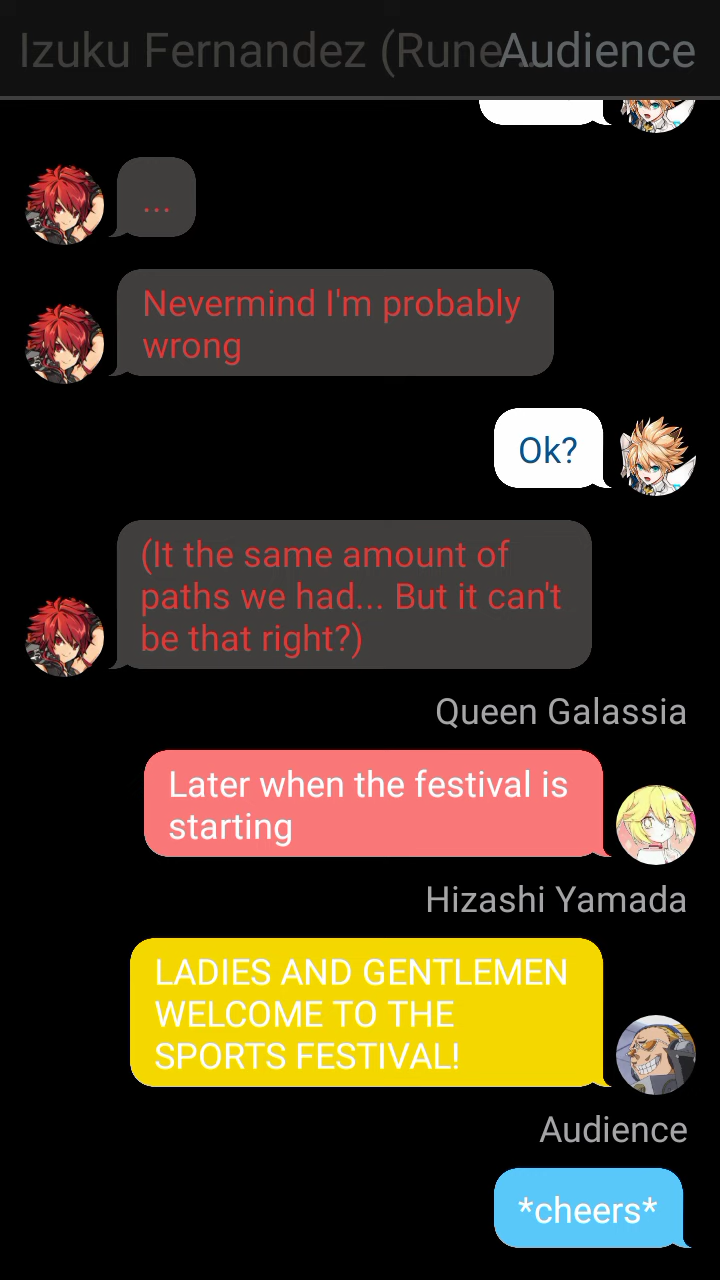 Izuku Fernandez (Rune
Audience
...
Nevermind I'm probably
wrong
Ok?
(It the same amount of
paths we had... But it can't
be that right?)
Queen Galassia
Later when the festival is
starting
Hizashi Yamada
LADIES AND GENTLEMEN
WELCOME TO THE
SPORTS FESTIVAL!
Audience
*cheers*